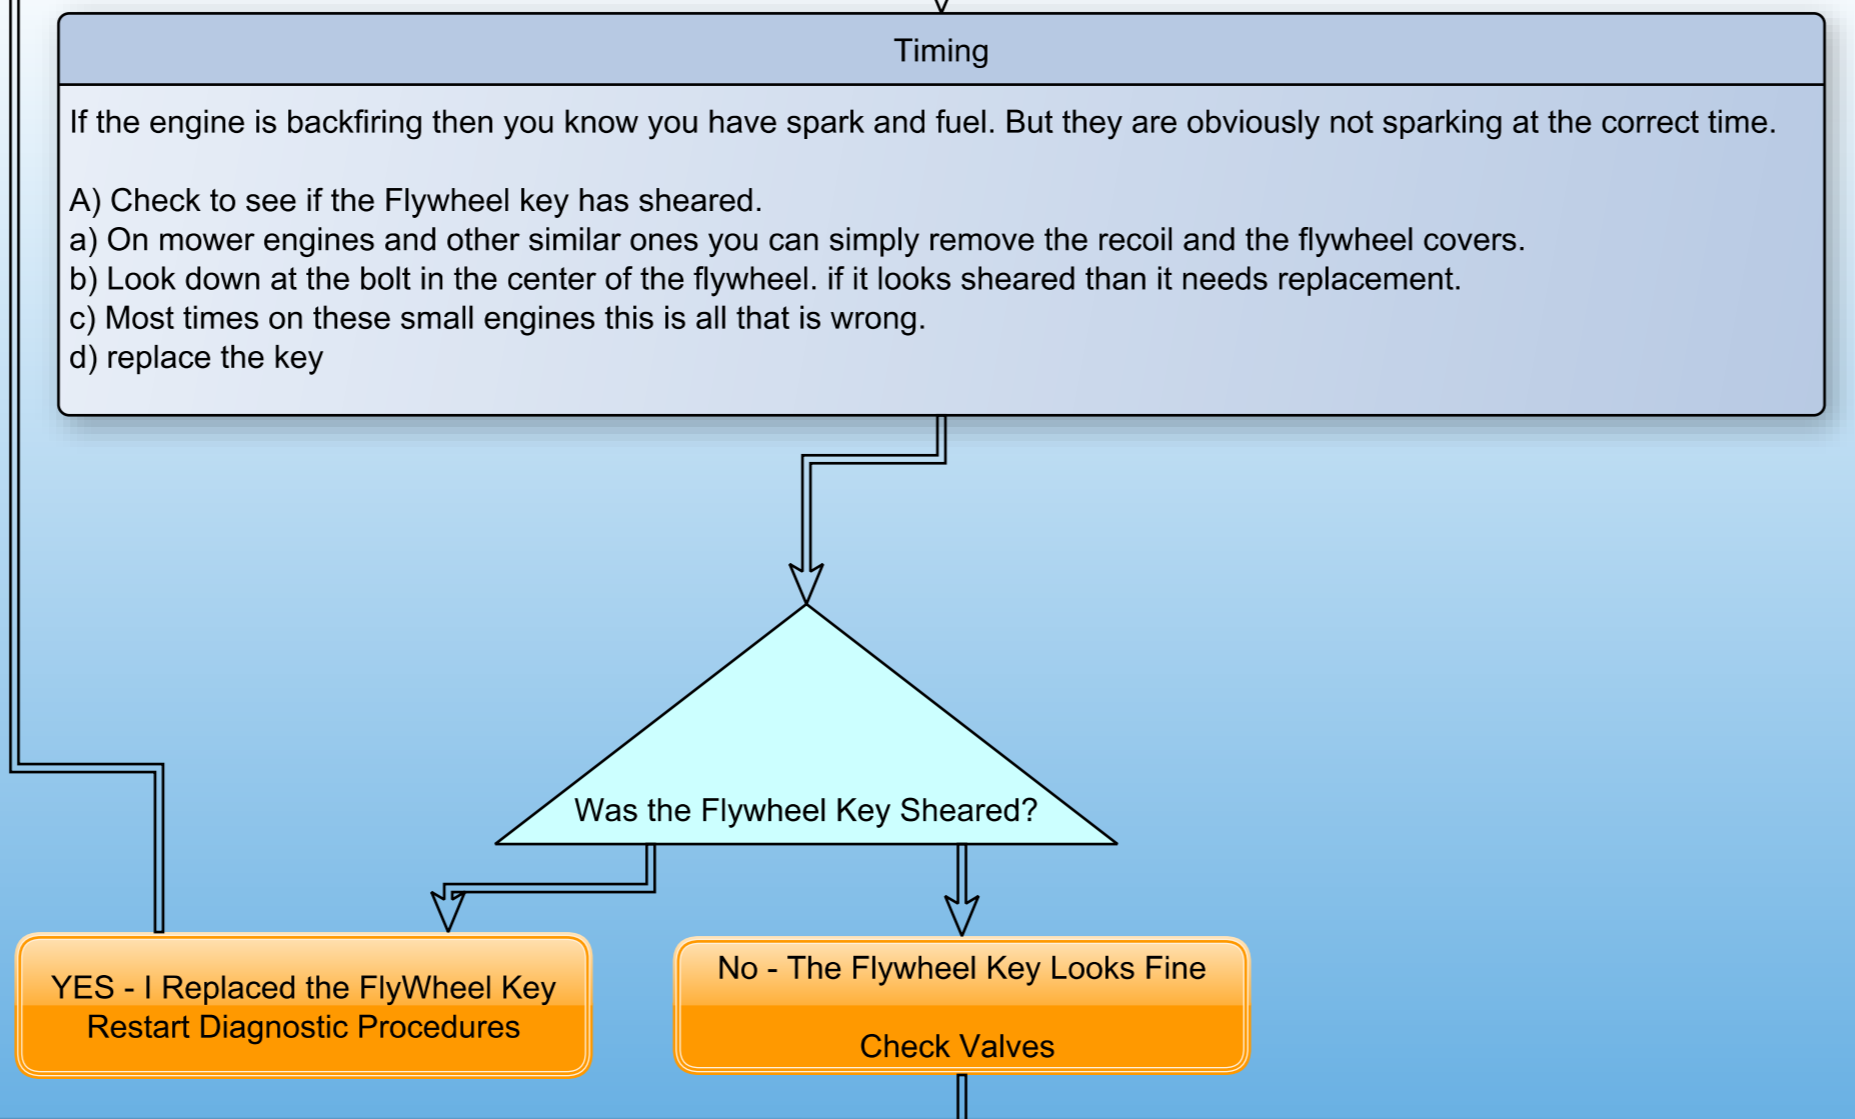 Timing
If the engine is backfiring then you know you have spark and fuel. But they are obviously not sparking at the correct time.
A) Check to see if the Flywheel key has sheared.
a) On mower engines and other similar ones you can simply remove the recoil and the flywheel covers.
b) Look down at the bolt in the center of the flywheel. if it looks sheared than it needs replacement.
c) Most times on these small engines this is all that is wrong.
d) replace the key
Was the Flywheel Key Sheared?
YES - I Replaced the FlyWheel Key
Restart Diagnostic Procedures
No - The Flywheel Key Looks Fine
Check Valves